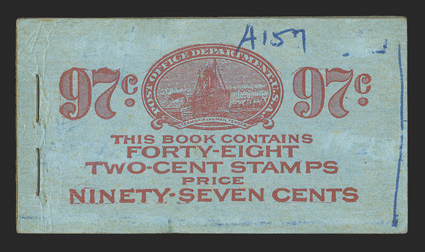 A157
POST OFFICE DEPARTMENT U.S.A.
97c. 97c.
THIS BOOK CONTAINS
FORTY-EIGHT
TWO-CENT STAMPS
PRICE
NINETY-SEVEN CENTS